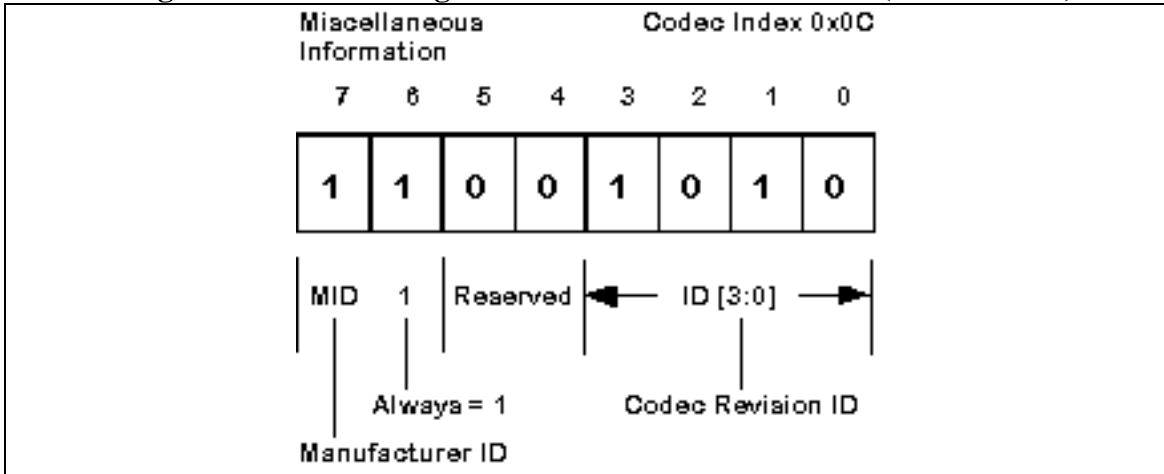 Miscellaneous Codec Index 0x0C
Information
7 6 5 4 3 2 1 0
1 1 0 0 1 0 1 0
MID 1 Reserved ID [3:0]
Always = 1 Codec Revision ID
Manufacturer ID